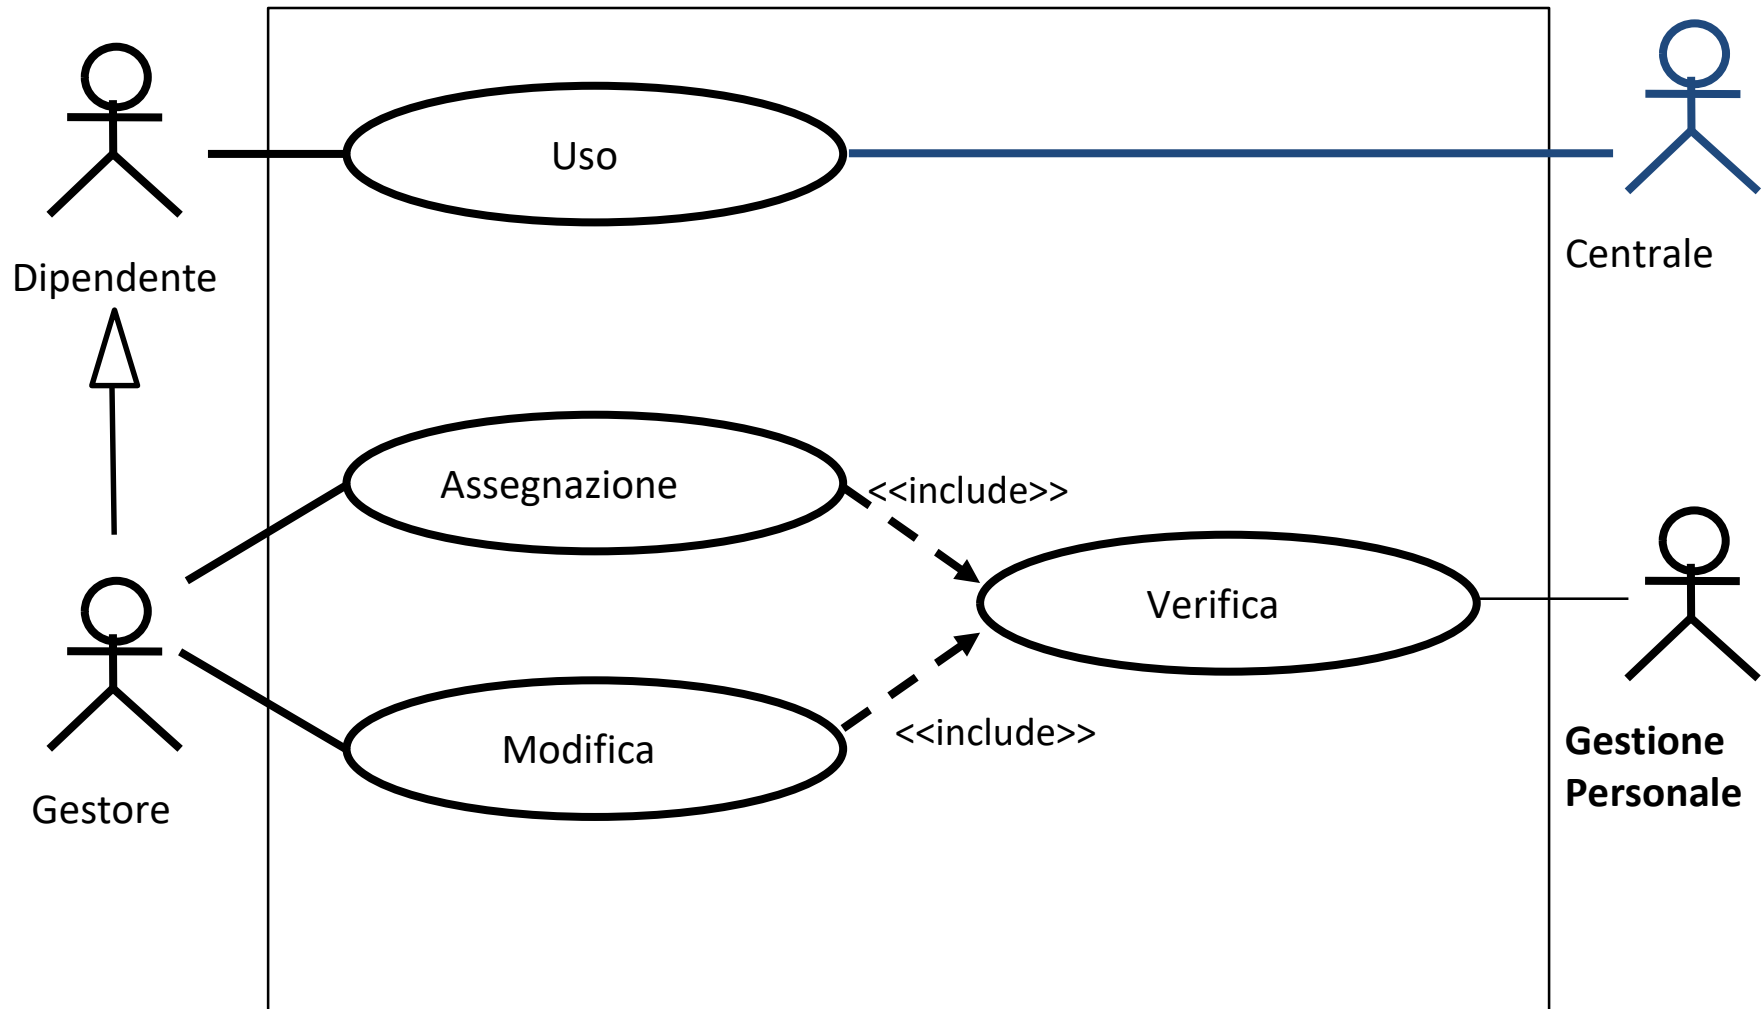 Uso
Centrale
Dipendente
Assegnazione
<<include>>
Verifica
Modifica
<<include>>
Gestore
Gestione
Personale